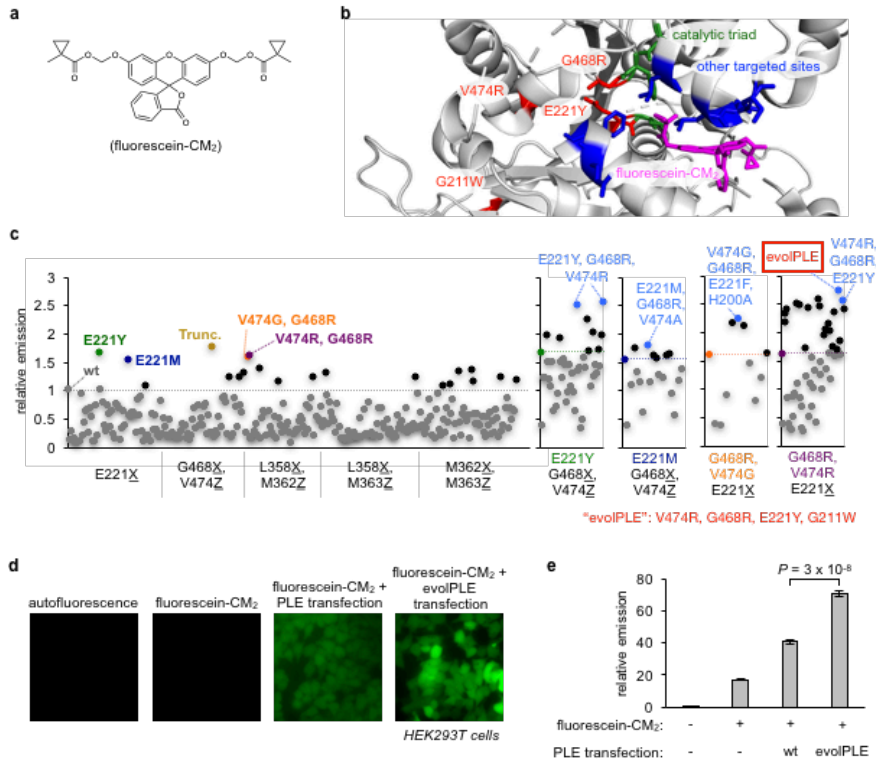 a
O
O
O
O
O
O
O
O
O
(fluorescein-CM₂)
b
catalytic triad
G468R
other targeted sites
V474R
E221Y
fluorescein-CM₂
G211W
c
relative emission
3
2.5
2
1.5
1
0.5
0
wt
E221Y
E221M
Trunc.
V474G, G468R
V474R, G468R
E221X
G468X,
V474Z
L358X,
M362Z
L358X,
M363Z
M362X,
M363Z
E221Y, G468R,
V474R
E221Y
G468X,
V474Z
E221M,
G468R,
V474A
E221M
G468X,
V474Z
V474G,
G468R,
E221F,
H200A
G468R,
V474G
E221X
evolPLE
V474R,
G468R
E221Y
G468R,
V474R
E221X
"evolPLE": V474R, G468R, E221Y, G211W
d
autofluorescence
fluorescein-CM₂
fluorescein-CM₂ +
PLE transfection
fluorescein-CM₂ +
evolPLE
transfection
HEK293T cells
e
P = 3 x 10⁻⁸
relative emission
80
60
40
20
0
fluorescein-CM₂: - + + +
PLE transfection: - - wt evolPLE